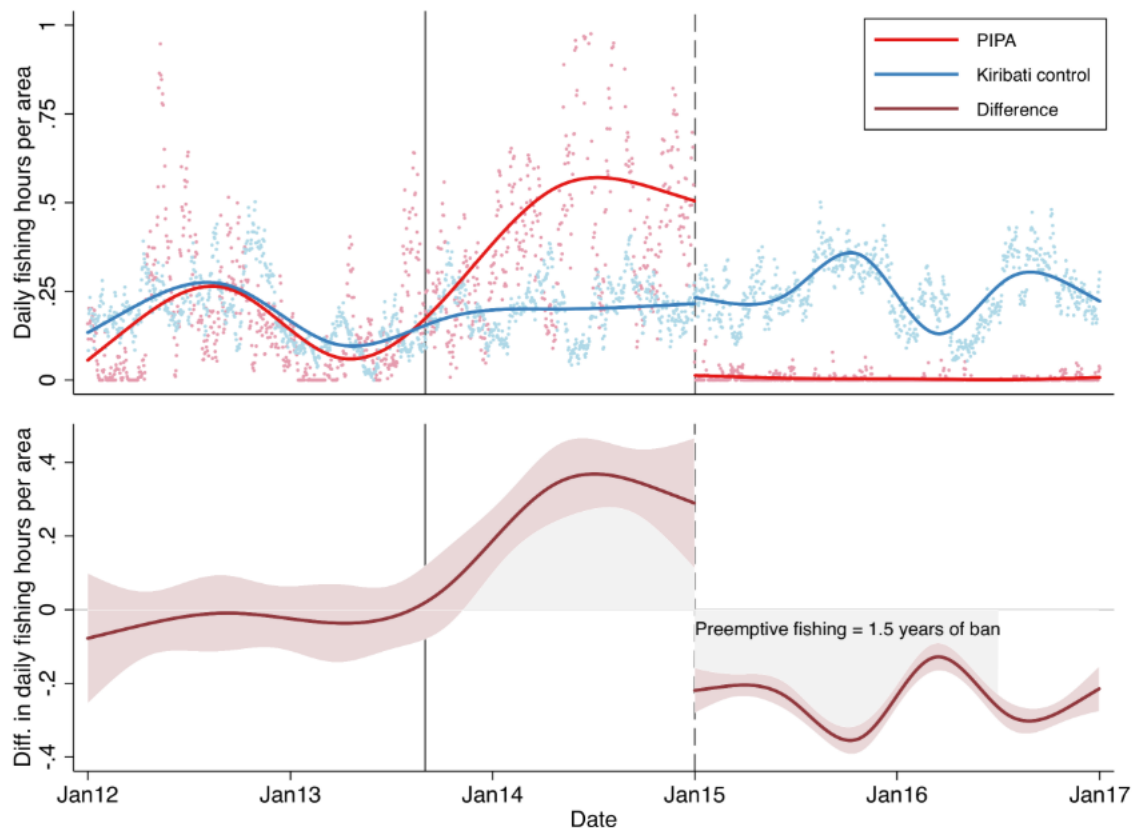 Daily fishing hours per area
1
.75
.5
.25
0
PIPA
Kiribati control
Difference
Diff. in daily fishing hours per area
.4
.2
0
-.2
-.4
Preemptive fishing = 1.5 years of ban
Jan12 Jan13 Jan14 Jan15 Jan16 Jan17
Date